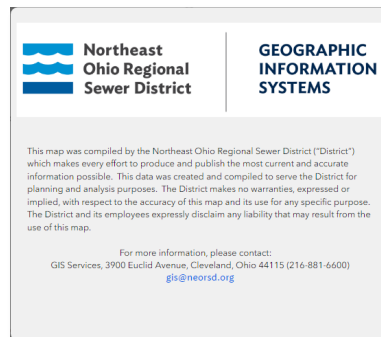 Northeast
Ohio Regional
Sewer District
GEOGRAPHIC
INFORMATION
SYSTEMS
This map was compiled by the Northeast Ohio Regional Sewer District ("District")
which makes every effort to produce and publish the most current and accurate
information possible. This data was created and compiled to serve the District for
planning and analysis purposes. The District makes no warranties, expressed or
implied, with respect to the accuracy of this map and its use for any specific purpose.
The District and its employees expressly disclaim any liability that may result from the
use of this map.
For more information, please contact:
GIS Services, 3900 Euclid Avenue, Cleveland, Ohio 44115 (216-881-6600)
gis@neorsd.org